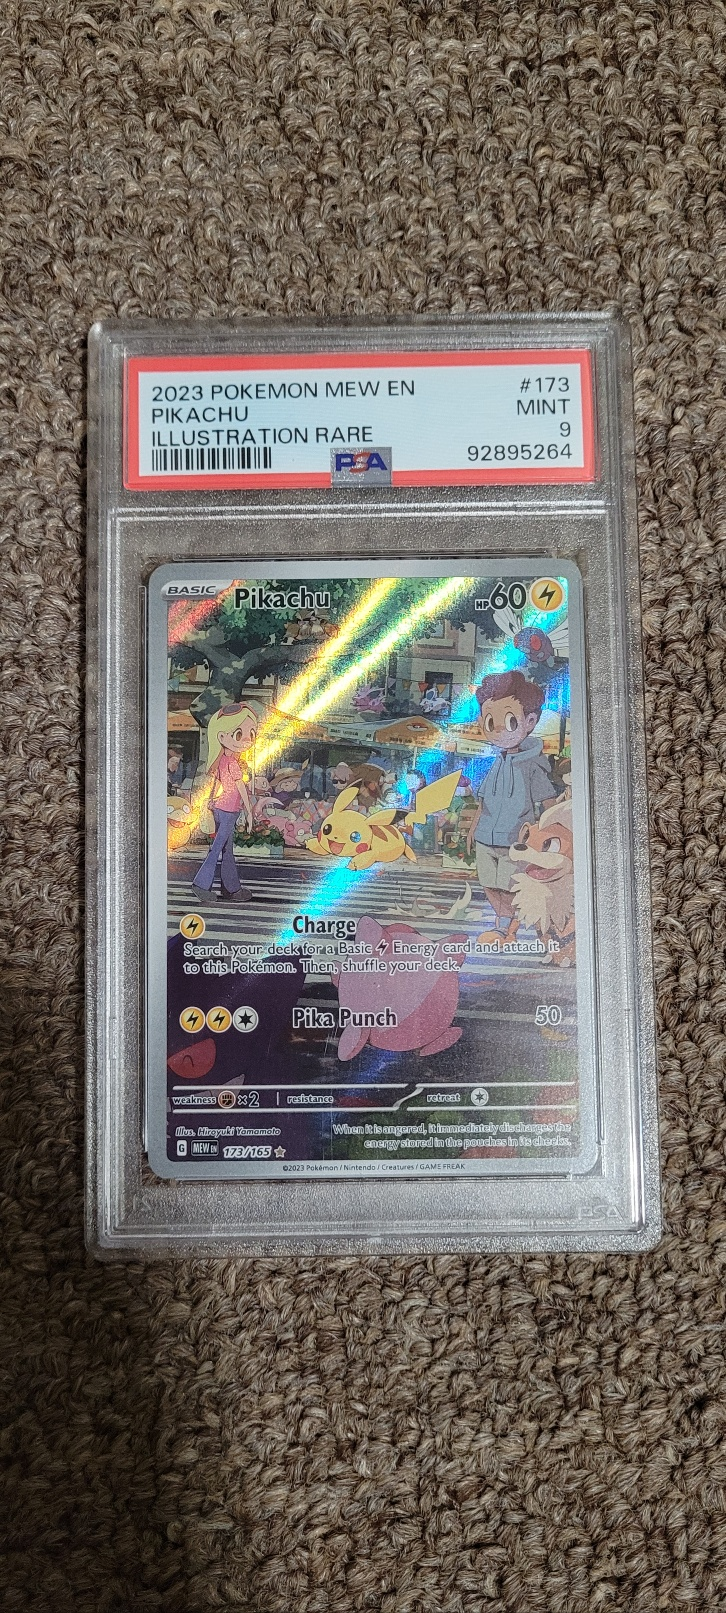 2023 POKEMON MEW EN #173
PIKACHU MINT
ILLUSTRATION RARE 9
PSA 92895264
BASIC Pikachu HP60
Charge
Search your deck for a Basic Energy card and attach it
to this Pokémon. Then, shuffle your deck.
Pika Punch 50
weakness ×2 resistance retreat
Illus. Hiroyuki Yamamoto
When it is angered, it immediately discharges the
energy stored in the pouches in its cheeks.
G MEW EN 173/165
©2023 Pokémon / Nintendo / Creatures / GAME FREAK
PSA